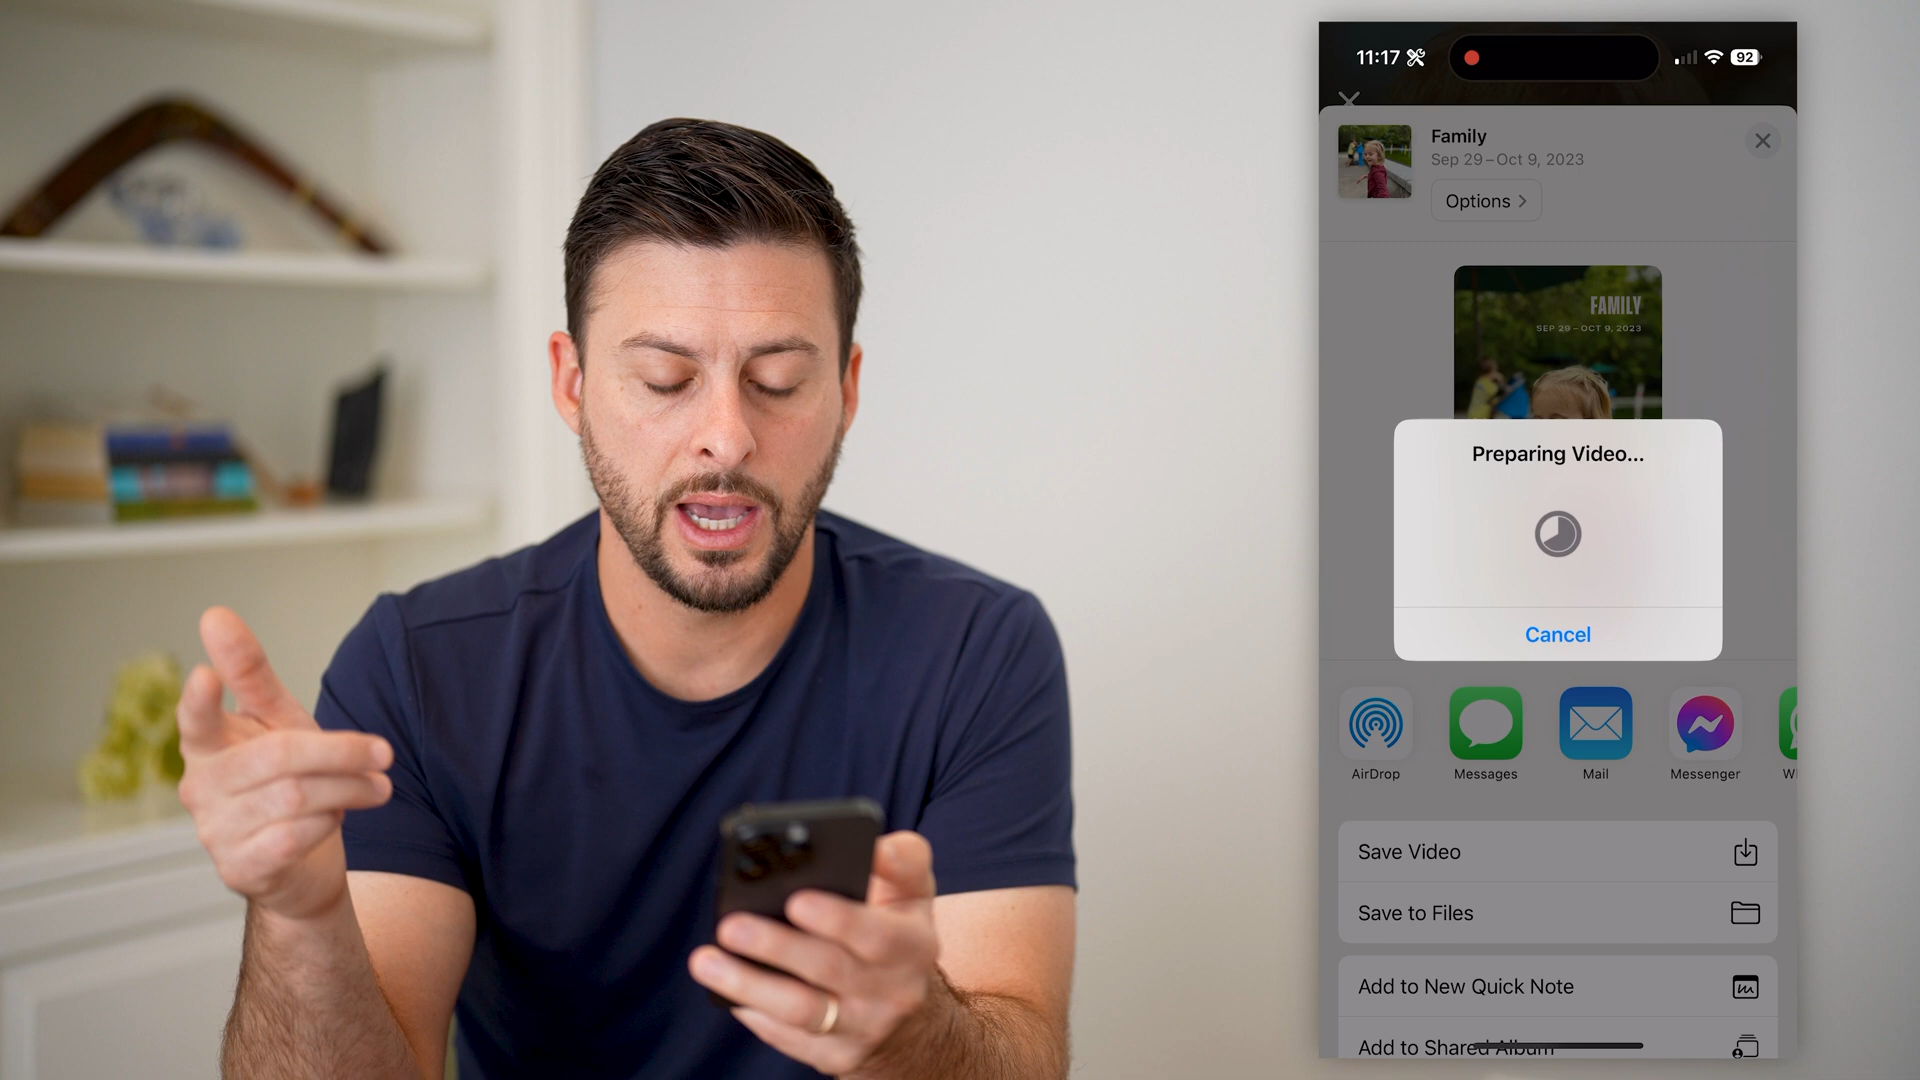 11:17
92
Family
Sep 29 – Oct 9, 2023
Options
FAMILY
SEP 29 – OCT 9, 2023
Preparing Video...
Cancel
AirDrop
Messages
Mail
Messenger
Save Video
Save to Files
Add to New Quick Note
Add to Shared Album